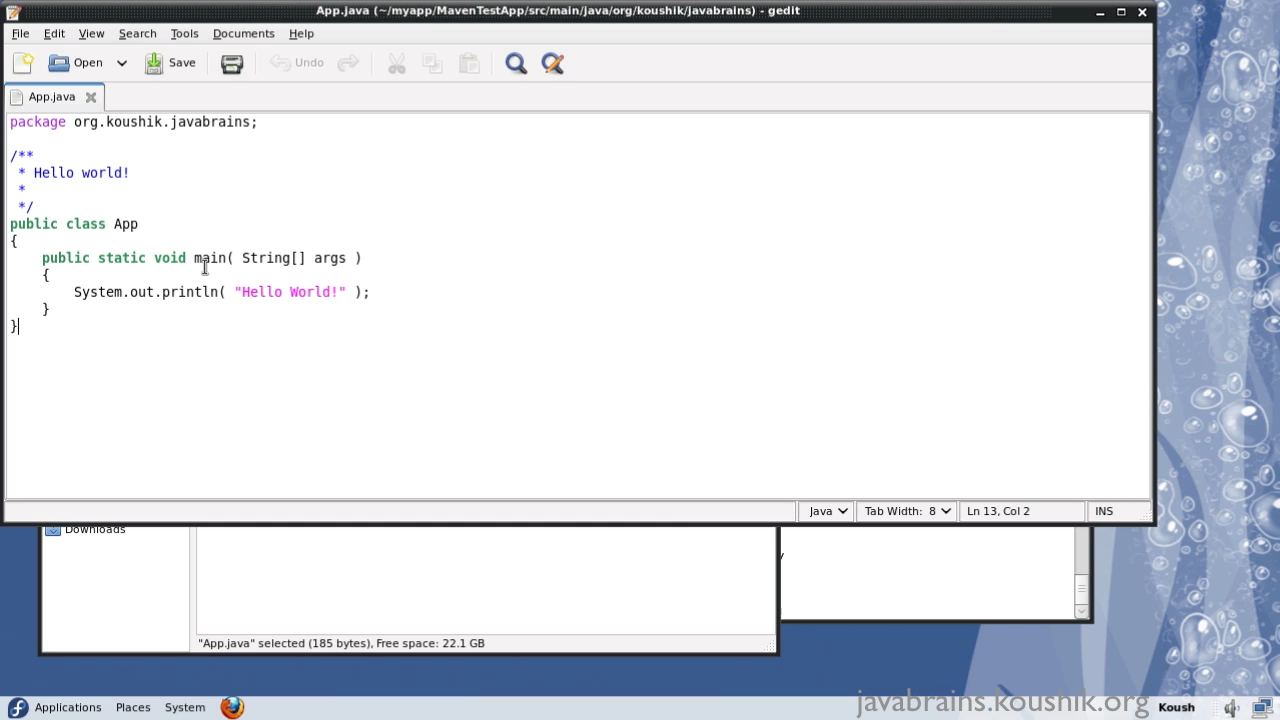 App.java (~/myapp/MavenTestApp/src/main/java/org/koushik/javabrains) - gedit
File Edit View Search Tools Documents Help
Open Save Undo
App.java
package org.koushik.javabrains;
/**
 * Hello world!
 *
 */
public class App
{
    public static void main( String[] args )
    {
        System.out.println( "Hello World!" );
    }
}
Java Tab Width: 8 Ln 13, Col 2 INS
Downloads
"App.java" selected (185 bytes), Free space: 22.1 GB
javabrains.koushik.org
Applications Places System Koush